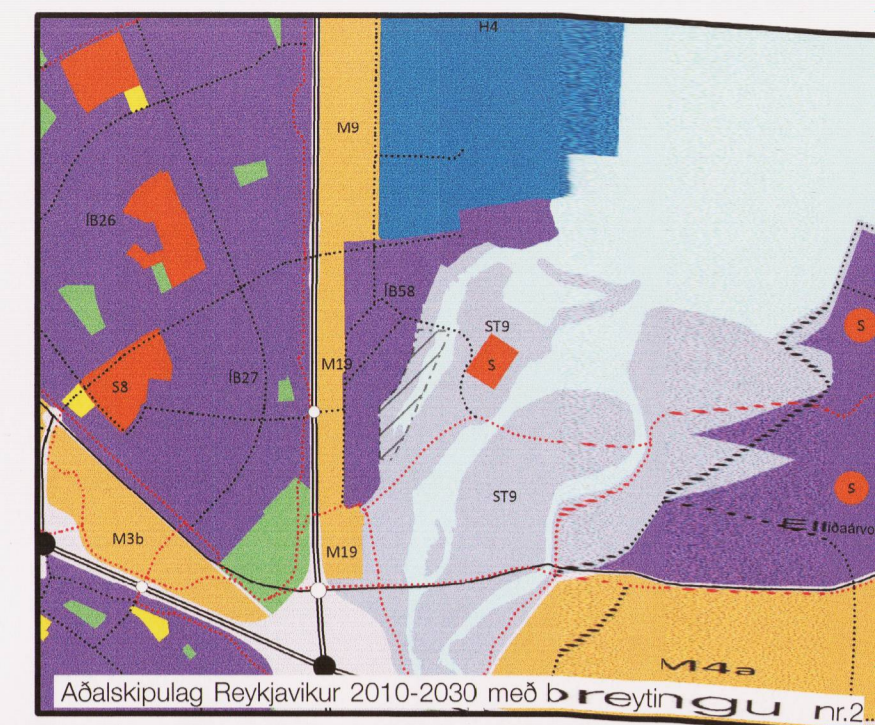 H4
M9
ÍB26
ÍB58
ST9
S
M19
S
S8
ÍB27
S
ST9
Elliðaárvo
M3b
M19
M4a
Aðalskipulag Reykjavikur 2010-2030 með breytingu nr.2..